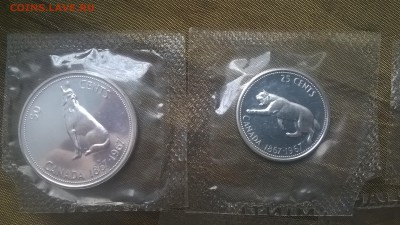 COINS.LAVE.RU
50 CENTS
CANADA 1867-1967
25 CENTS
CANADA 1867-1967